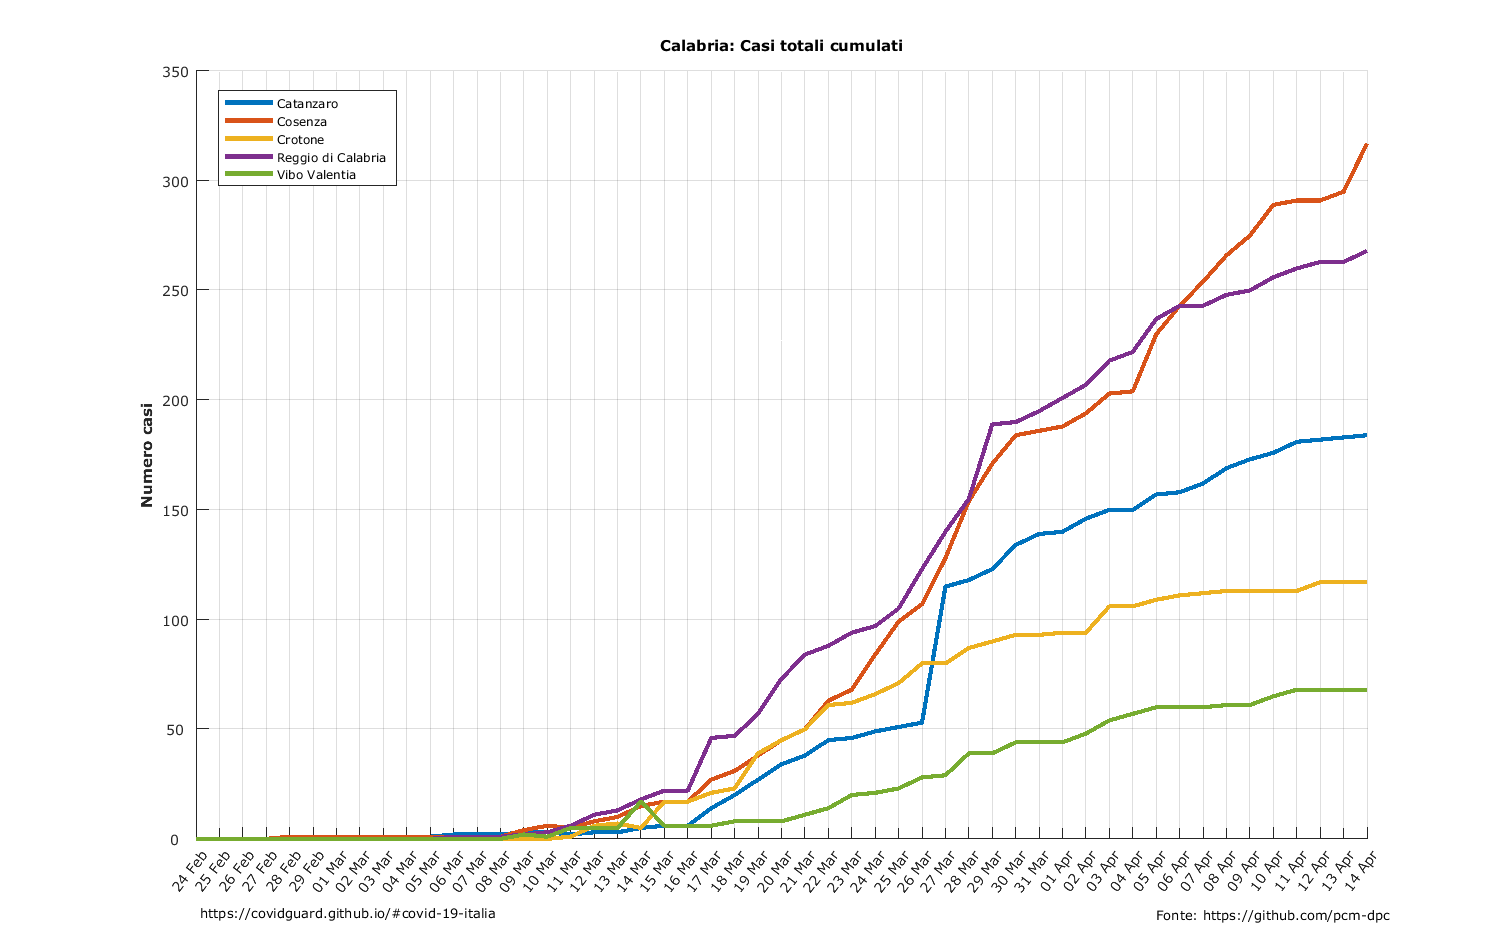 Calabria: Casi totali cumulati
Numero casi
350
300
250
200
150
100
50
0
Catanzaro
Cosenza
Crotone
Reggio di Calabria
Vibo Valentia
24 Feb
25 Feb
26 Feb
27 Feb
28 Feb
29 Feb
01 Mar
02 Mar
03 Mar
04 Mar
05 Mar
06 Mar
07 Mar
08 Mar
09 Mar
10 Mar
11 Mar
12 Mar
13 Mar
14 Mar
15 Mar
16 Mar
17 Mar
18 Mar
19 Mar
20 Mar
21 Mar
22 Mar
23 Mar
24 Mar
25 Mar
26 Mar
27 Mar
28 Mar
29 Mar
30 Mar
31 Mar
01 Apr
02 Apr
03 Apr
04 Apr
05 Apr
06 Apr
07 Apr
08 Apr
09 Apr
10 Apr
11 Apr
12 Apr
13 Apr
14 Apr
https://covidguard.github.io/#covid-19-italia
Fonte: https://github.com/pcm-dpc